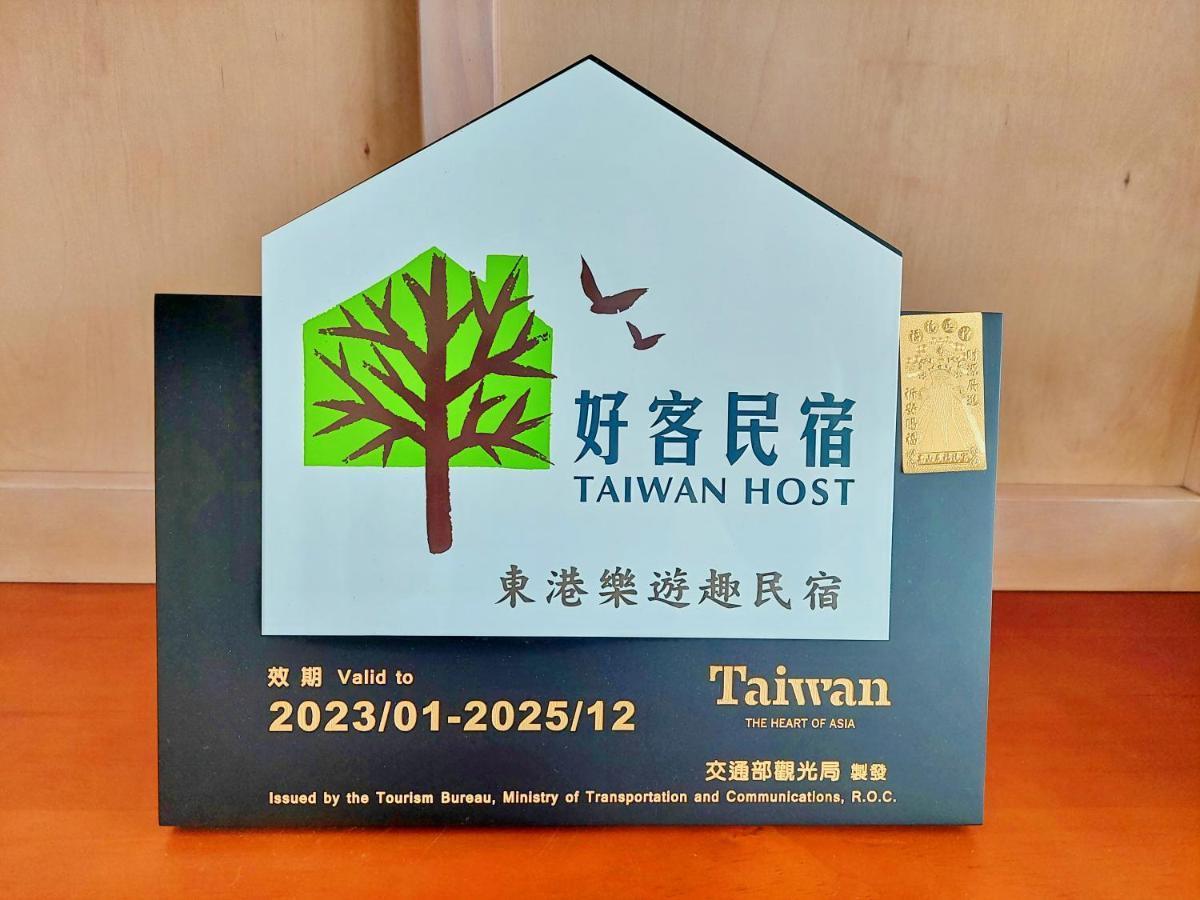 好客民宿
TAIWAN HOST
東港樂遊趣民宿
效期 Valid to
2023/01-2025/12
Taiwan
THE HEART OF ASIA
交通部觀光局 製發
Issued by the Tourism Bureau, Ministry of Transportation and Communications, R.O.C.